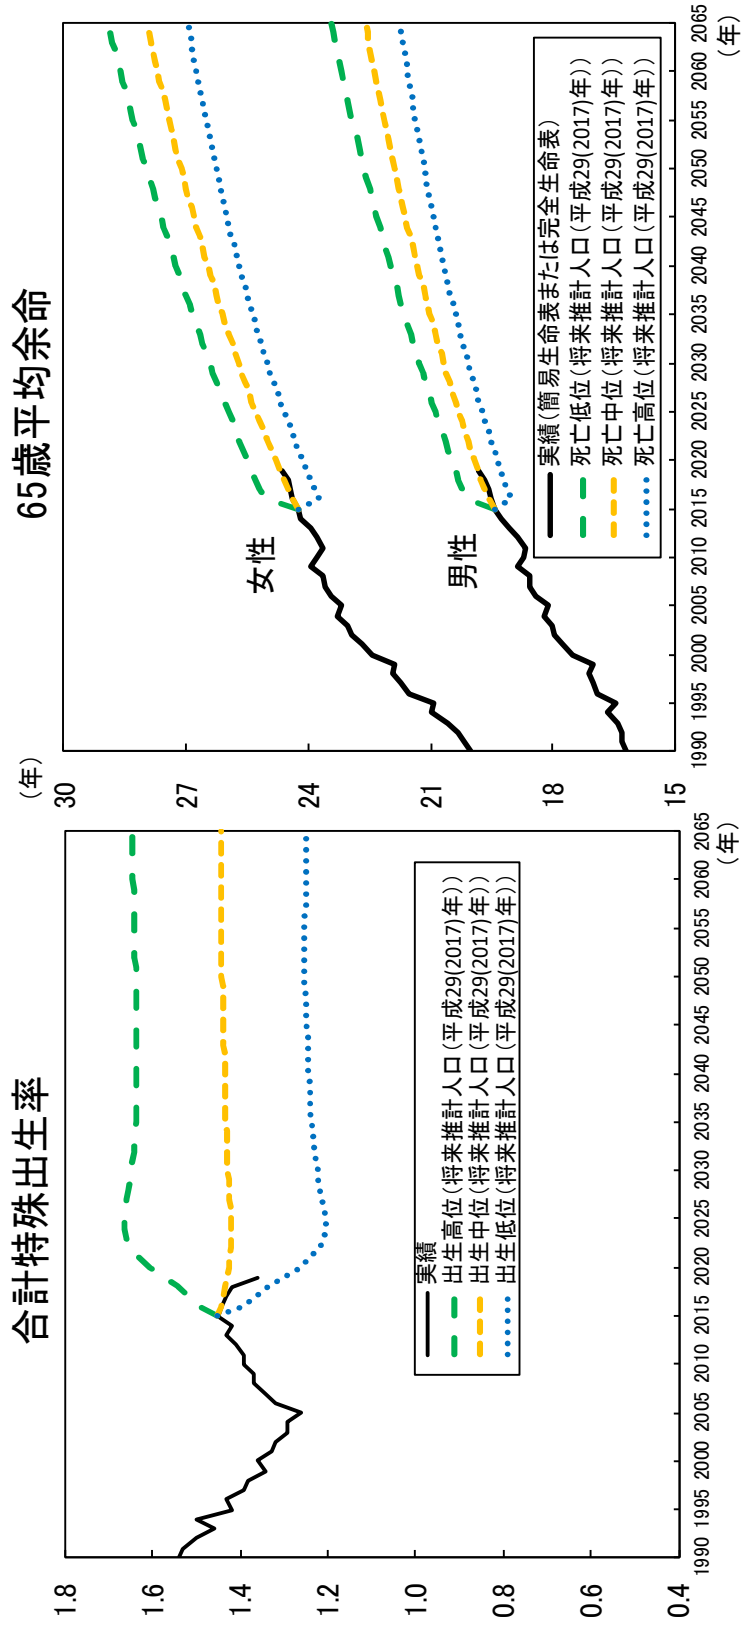 合計特殊出生率
1.8
1.6
1.4
1.2
1.0
0.8
0.6
0.4
実績
出生高位(将来推計人口(平成29(2017)年))
出生中位(将来推計人口(平成29(2017)年))
出生低位(将来推計人口(平成29(2017)年))
1990 1995 2000 2005 2010 2015 2020 2025 2030 2035 2040 2045 2050 2055 2060 2065
(年)
65歳平均余命
(年)
30
27
24
21
18
15
女性
男性
実績(簡易生命表または完全生命表)
死亡低位(将来推計人口(平成29(2017)年))
死亡中位(将来推計人口(平成29(2017)年))
死亡高位(将来推計人口(平成29(2017)年))
1990 1995 2000 2005 2010 2015 2020 2025 2030 2035 2040 2045 2050 2055 2060 2065
(年)